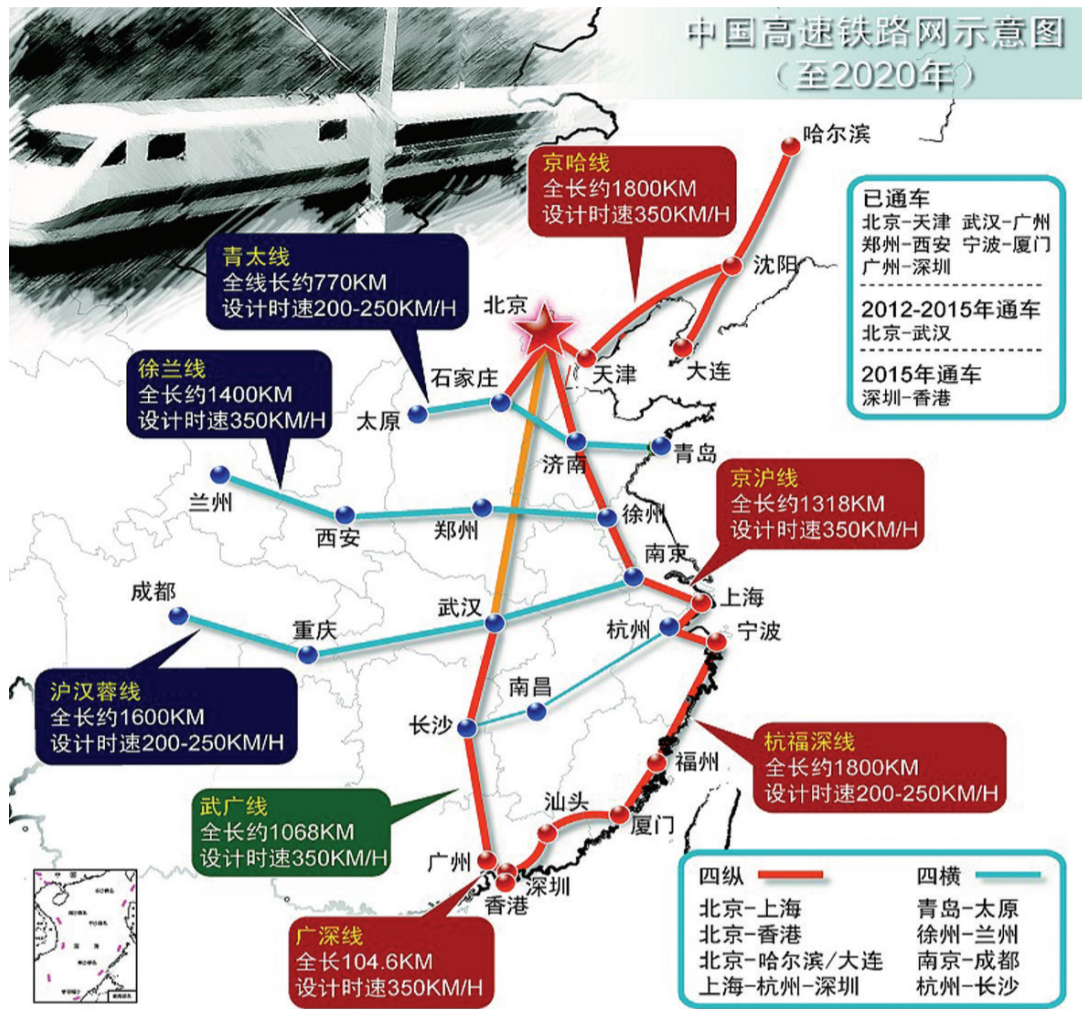 中国高速铁路网示意图
（至2020年）
哈尔滨
京哈线
全长约1800KM
设计时速350KM/H
已通车
北京-天津 武汉-广州
郑州-西安 宁波-厦门
广州-深圳
2012-2015年通车
北京-武汉
2015年通车
深圳-香港
青太线
全线长约770KM
设计时速200-250KM/H
沈阳
北京
天津
大连
徐兰线
全长约1400KM
设计时速350KM/H
石家庄
太原
济南
青岛
京沪线
全长约1318KM
设计时速350KM/H
兰州
西安
郑州
徐州
南京
成都
重庆
武汉
上海
杭州
宁波
沪汉蓉线
全长约1600KM
设计时速200-250KM/H
南昌
长沙
杭福深线
全长约1800KM
设计时速200-250KM/H
福州
武广线
全长约1068KM
设计时速350KM/H
汕头
厦门
广州
深圳
香港
广深线
全长104.6KM
设计时速350KM/H
四纵
北京-上海
北京-香港
北京-哈尔滨/大连
上海-杭州-深圳
四横
青岛-太原
徐州-兰州
南京-成都
杭州-长沙
中 国